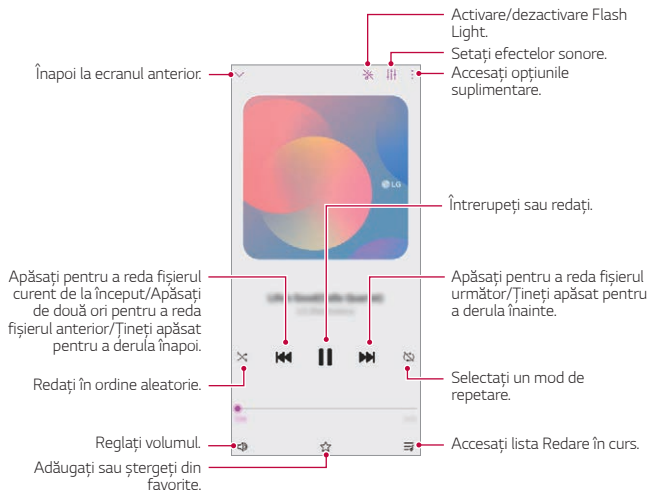 Activare/dezactivare Flash
Light.
Setați efectelor sonore.
Înapoi la ecranul anterior.
Accesați opțiunile
suplimentare.
LG
Întrerupeți sau redați.
Apăsați pentru a reda fișierul
curent de la început/Apăsați
de două ori pentru a reda
fișierul anterior/Țineți apăsat
pentru a derula înapoi.
Apăsați pentru a reda fișierul
următor/Țineți apăsat pentru
a derula înainte.
Redați în ordine aleatorie.
Selectați un mod de
repetare.
Reglați volumul.
Accesați lista Redare în curs.
Adăugați sau ștergeți din
favorite.